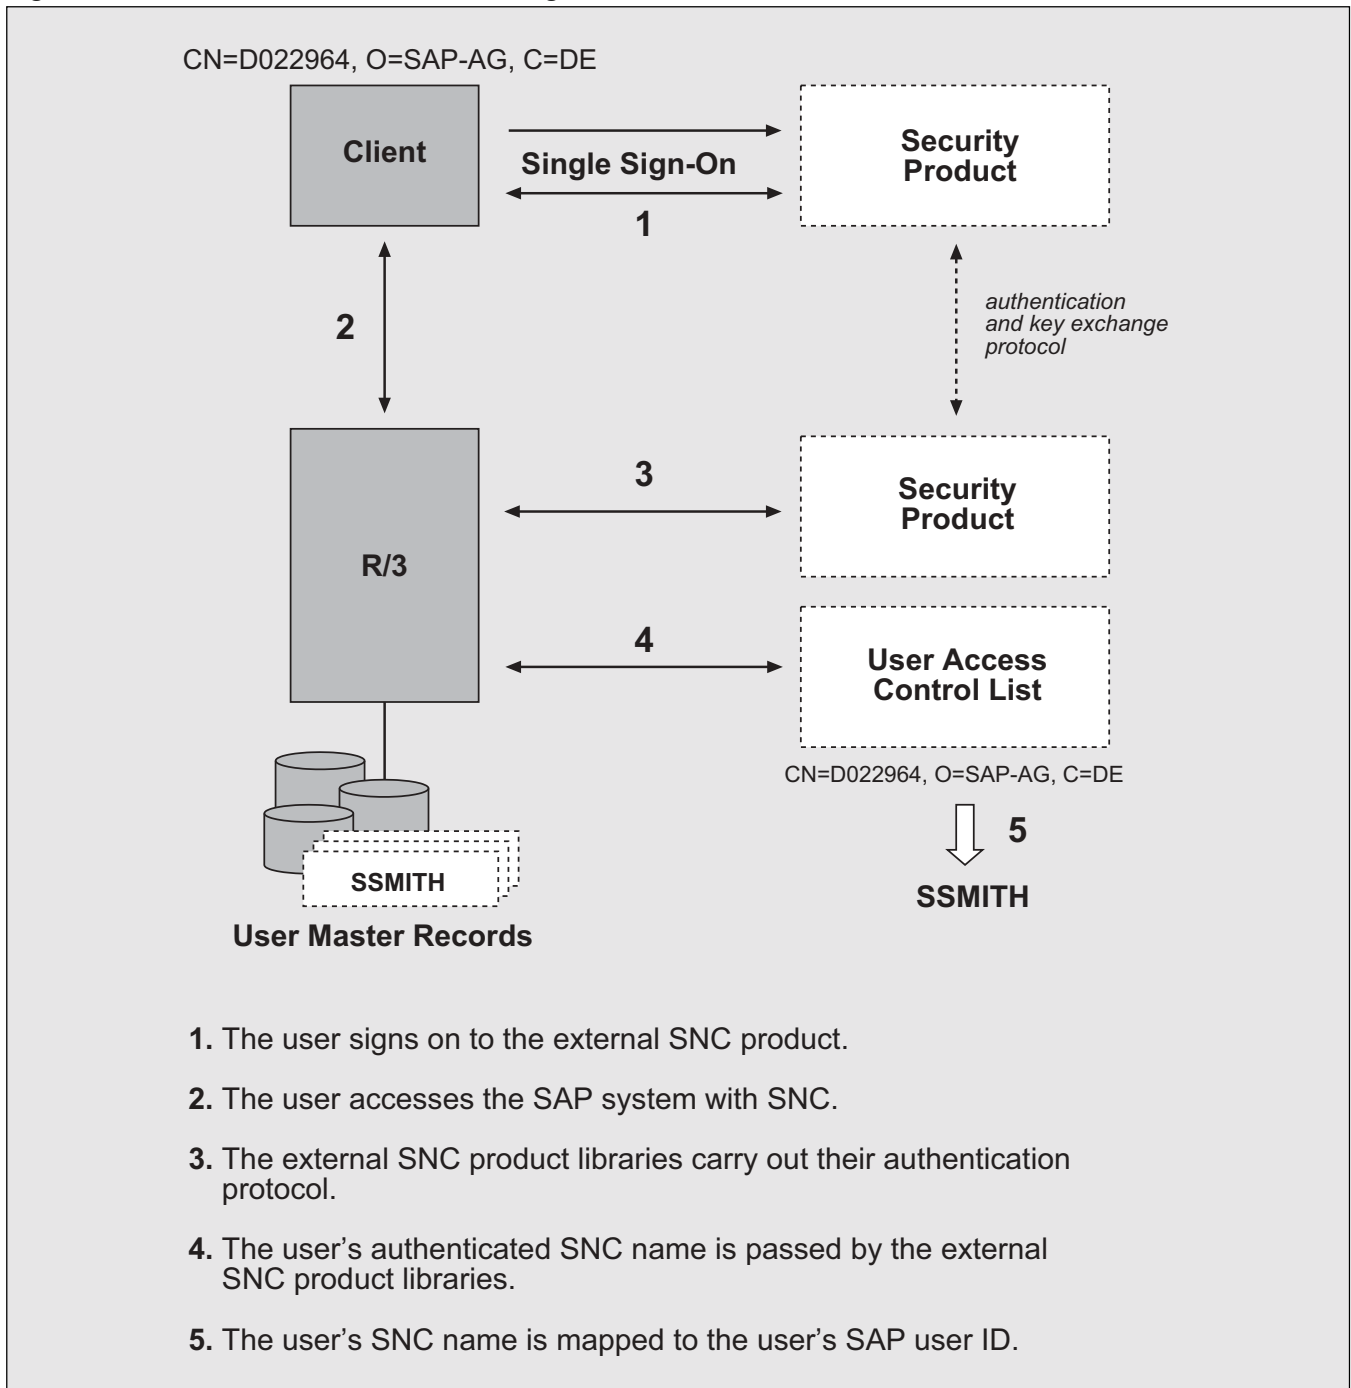 CN=D022964, O=SAP-AG, C=DE
Client
Single Sign-On
1
Security
Product
2
authentication
and key exchange
protocol
R/3
3
Security
Product
4
User Access
Control List
CN=D022964, O=SAP-AG, C=DE
5
SSMITH
SSMITH
User Master Records
1. The user signs on to the external SNC product.
2. The user accesses the SAP system with SNC.
3. The external SNC product libraries carry out their authentication
protocol.
4. The user's authenticated SNC name is passed by the external
SNC product libraries.
5. The user's SNC name is mapped to the user's SAP user ID.